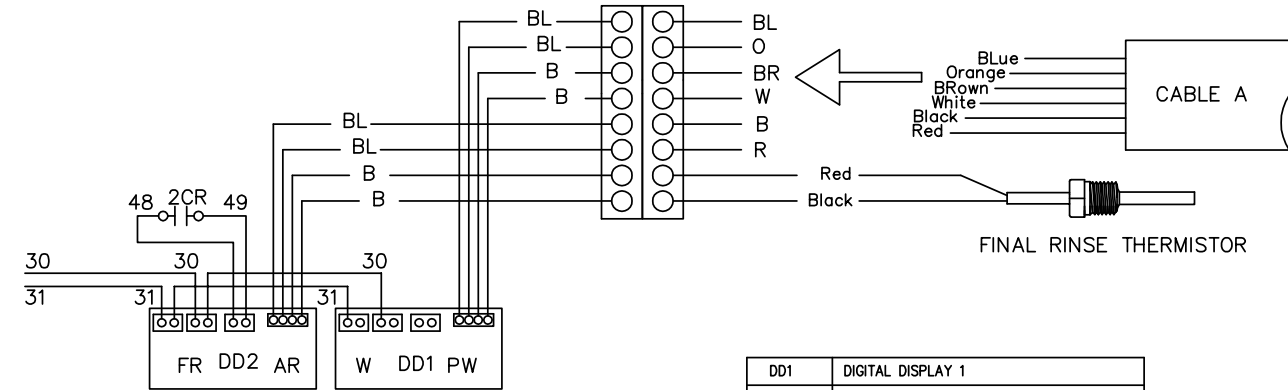 BL BL
BL O
B BR
B W
BL B
BL R
B Red
B Black
BLue
Orange
BRown
White
Black
Red
CABLE A
FINAL RINSE THERMISTOR
48 2CR 49
30 30 30
31 31 31
FR DD2 AR
W DD1 PW
DD1 DIGITAL DISPLAY 1